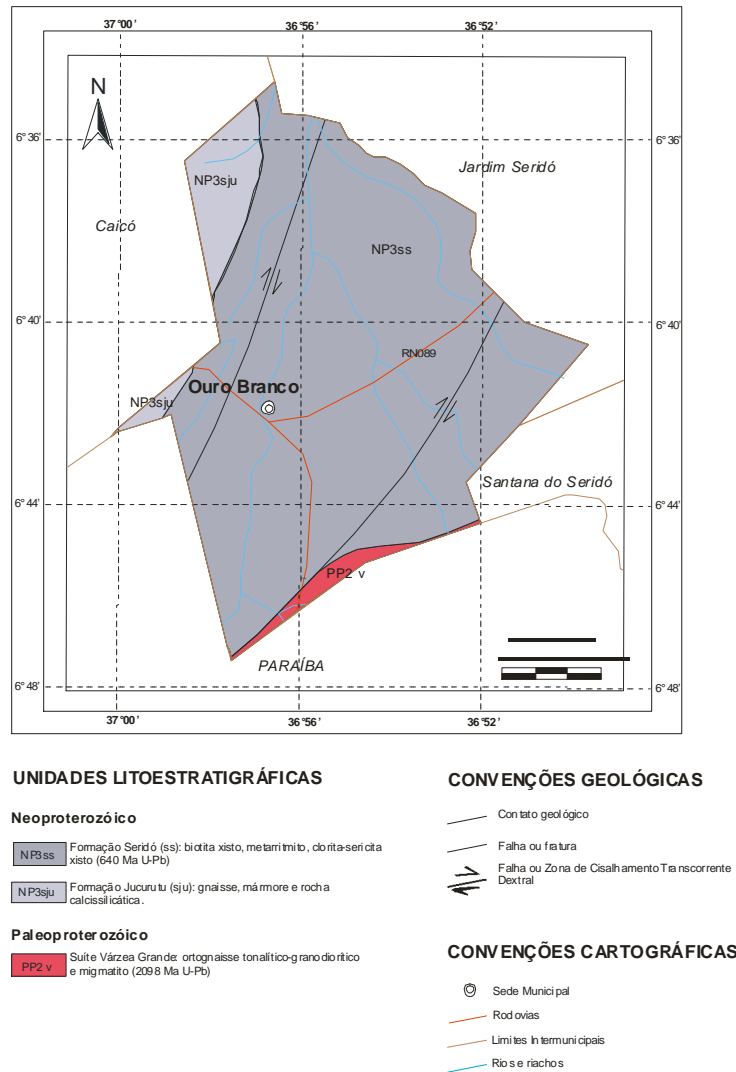 37°00' 36°56' 36°52'
N
6°36' 6°36'
Jardim Seridó
NP3sju
Caicó
NP3ss
6°40' 6°40'
RN089
Ouro Branco
NP3sju
Santana do Seridó
6°44' 6°44'
PP2 v
PARAÍBA
6°48' 6°48'
37°00' 36°56' 36°52'
UNIDADES LITOESTRATIGRÁFICAS
Neoproterozóico
NP3ss
Formação Seridó (ss): biotita xisto, metarritmito, clorita-sericita
xisto (640 Ma U-Pb)
NP3sju
Formação Jucurutu (sju): gnaisse, mármore e rocha
calcissilicática.
Paleoproterozóico
PP2 v
Suíte Várzea Grande: ortognaisse tonalítico-granodiorítico
e migmatito (2098 Ma U-Pb)
CONVENÇÕES GEOLÓGICAS
Contato geológico
Falha ou fratura
Falha ou Zona de Cisalhamento Transcorrente
Dextral
CONVENÇÕES CARTOGRÁFICAS
Sede Municipal
Rodovias
Limites Intermunicipais
Rios e riachos